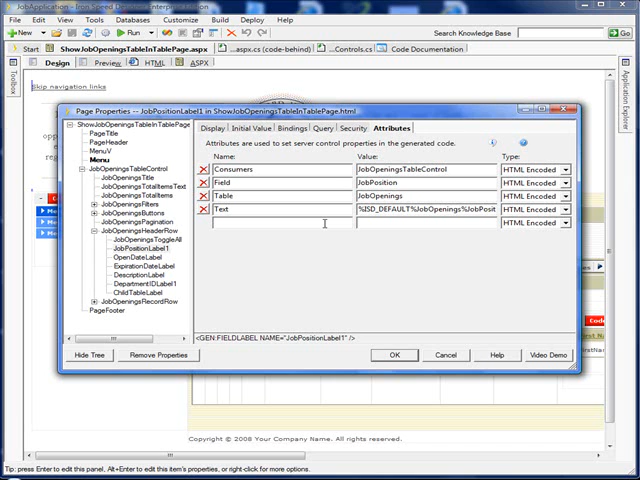 JobApplication - Iron Speed Designer Enterprise Edition
File Edit View Tools Databases Customize Build Deploy Help
New Run Search Knowledge Base Go
Start ShowJobOpeningsTableInTablePage.aspx ...aspx.cs (code-behind) ...Controls.cs Code Documentation
Design Preview HTML ASPX
Toolbox
Application Explorer
Skip navigation links
Page Properties -- JobPositionLabel1 in ShowJobOpeningsTableInTablePage.html
ShowJobOpeningsTableInTablePage
PageTitle
PageHeader
MenuV
Menu
JobOpeningsTableControl
JobOpeningsTitle
JobOpeningsTotalItemsText
JobOpeningsTotalItems
JobOpeningsFilters
JobOpeningsButtons
JobOpeningsPagination
JobOpeningsHeaderRow
JobOpeningsToggleAll
JobPositionLabel1
OpenDateLabel
ExpirationDateLabel
DescriptionLabel
DepartmentIDLabel1
ChildTableLabel
JobOpeningsRecordRow
PageFooter
Display Initial Value Bindings Query Security Attributes
Attributes are used to set server control properties in the generated code.
Name: Value: Type:
Consumers JobOpeningsTableControl HTML Encoded
Field JobPosition HTML Encoded
Table JobOpenings HTML Encoded
Text %ISD_DEFAULT%JobOpenings%JobPosit HTML Encoded
HTML Encoded
<GEN:FIELDLABEL NAME="JobPositionLabel1" />
Hide Tree Remove Properties OK Cancel Help Video Demo
Copyright © 2008 Your Company Name. All rights reserved.
Tip: press Enter to edit this panel, Alt+Enter to edit this item's properties, or right-click for more options.